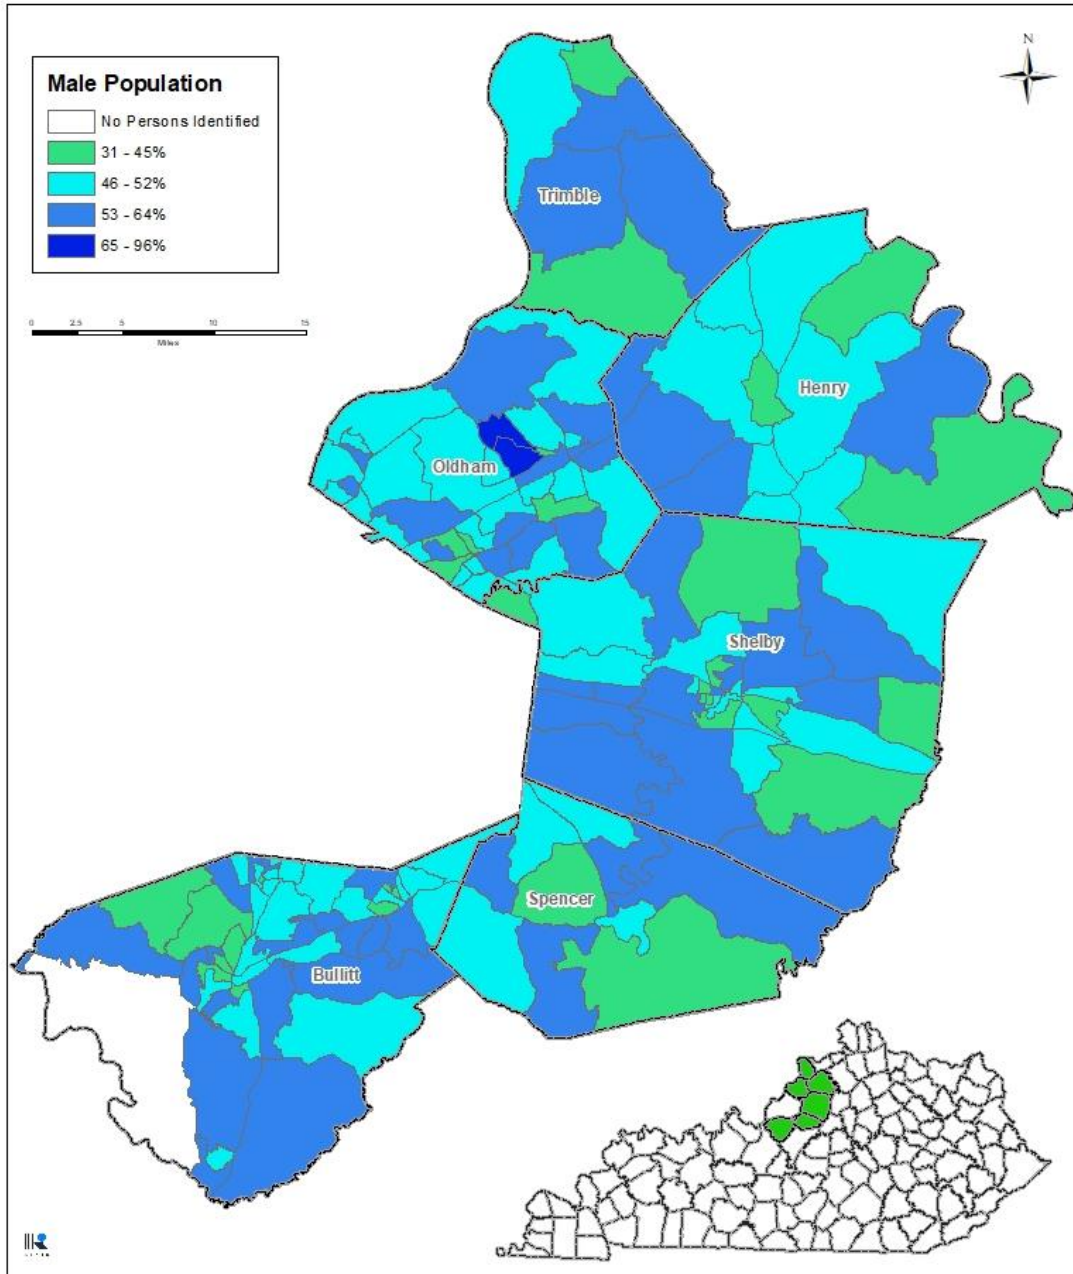 N
Male Population
No Persons Identified
31 - 45%
46 - 52%
53 - 64%
65 - 96%
0 2.5 5 10 15
Miles
Trimble
Henry
Oldham
Shelby
Spencer
Bullitt